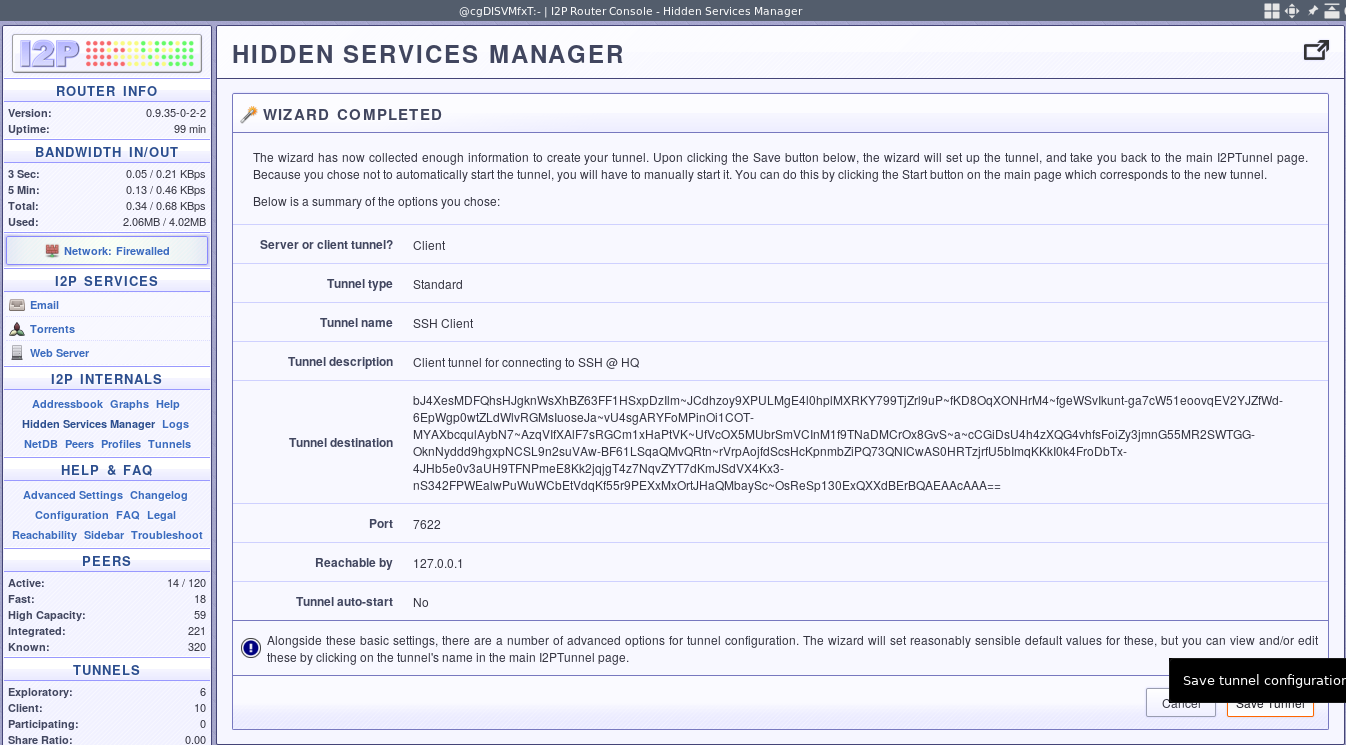 @cgDISVMfxT:- | I2P Router Console - Hidden Services Manager
I2P
ROUTER INFO
Version: 0.9.35-0-2-2
Uptime: 99 min
BANDWIDTH IN/OUT
3 Sec: 0.05 / 0.21 KBps
5 Min: 0.13 / 0.46 KBps
Total: 0.34 / 0.68 KBps
Used: 2.06MB / 4.02MB
Network: Firewalled
I2P SERVICES
Email
Torrents
Web Server
I2P INTERNALS
Addressbook Graphs Help
Hidden Services Manager Logs
NetDB Peers Profiles Tunnels
HELP & FAQ
Advanced Settings Changelog
Configuration FAQ Legal
Reachability Sidebar Troubleshoot
PEERS
Active: 14 / 120
Fast: 18
High Capacity: 59
Integrated: 221
Known: 320
TUNNELS
Exploratory: 6
Client: 10
Participating: 0
Share Ratio: 0.00
HIDDEN SERVICES MANAGER
WIZARD COMPLETED
The wizard has now collected enough information to create your tunnel. Upon clicking the Save button below, the wizard will set up the tunnel, and take you back to the main I2PTunnel page.
Because you chose not to automatically start the tunnel, you will have to manually start it. You can do this by clicking the Start button on the main page which corresponds to the new tunnel.
Below is a summary of the options you chose:
Server or client tunnel? Client
Tunnel type Standard
Tunnel name SSH Client
Tunnel description Client tunnel for connecting to SSH @ HQ
Tunnel destination
bJ4XesMDFQhsHJgknWsXhBZ63FF1HSxpDzIlm~JCdhzoy9XPULMgE4l0hplMXRKY799TjZrl9uP~fKD8OqXONHrM4~fgeWSvIkunt-ga7cW51eoovqEV2YJZfWd-
6EpWgp0wtZLdWlvRGMsIuoseJa~vU4sgARYFoMPinOi1COT-
MYAXbcqulAybN7~AzqVIfXAlF7sRGCm1xHaPtVK~UfVcOX5MUbrSmVCInM1f9TNaDMCrOx8GvS~a~cCGiDsU4h4zXQG4vhfsFoiZy3jmnG55MR2SWTGG-
OknNyddd9hgxpNCSL9n2suVAw-BF61LSqaQMvQRtn~rVrpAojfdScsHcKpnmbZiPQ73QNICwAS0HRTzjrfU5bImqKKkI0k4FroDbTx-
4JHb5e0v3aUH9TFNPmeE8Kk2jqjgT4z7NqvZYT7dKmJSdVX4Kx3-
nS342FPWEalwPuWuWCbEtVdqKf55r9PEXxMxOrtJHaQMbaySc~OsReSp130ExQXXdBErBQAEAAcAAA==
Port 7622
Reachable by 127.0.0.1
Tunnel auto-start No
Alongside these basic settings, there are a number of advanced options for tunnel configuration. The wizard will set reasonably sensible default values for these, but you can view and/or edit
these by clicking on the tunnel's name in the main I2PTunnel page.
Save tunnel configuration
Cancel Save Tunnel